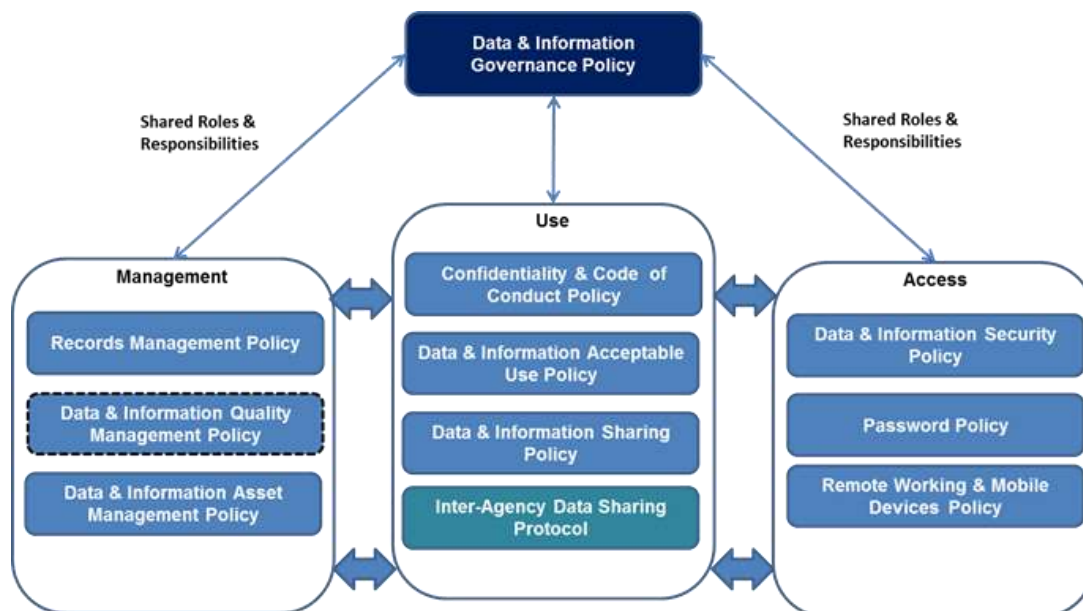 Data & Information
Governance Policy
Shared Roles &
Responsibilities
Shared Roles &
Responsibilities
Management
Records Management Policy
Data & Information Quality
Management Policy
Data & Information Asset
Management Policy
Use
Confidentiality & Code of
Conduct Policy
Data & Information Acceptable
Use Policy
Data & Information Sharing
Policy
Inter-Agency Data Sharing
Protocol
Access
Data & Information Security
Policy
Password Policy
Remote Working & Mobile
Devices Policy